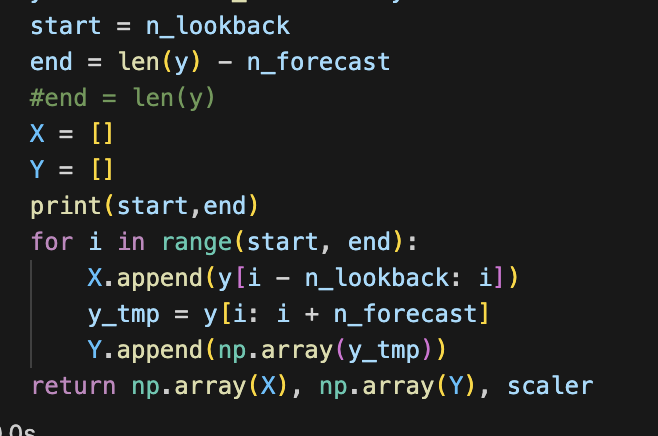 start = n_lookback
end = len(y) - n_forecast
#end = len(y)
X = []
Y = []
print(start,end)
for i in range(start, end):
    X.append(y[i - n_lookback: i])
    y_tmp = y[i: i + n_forecast]
    Y.append(np.array(y_tmp))
return np.array(X), np.array(Y), scaler